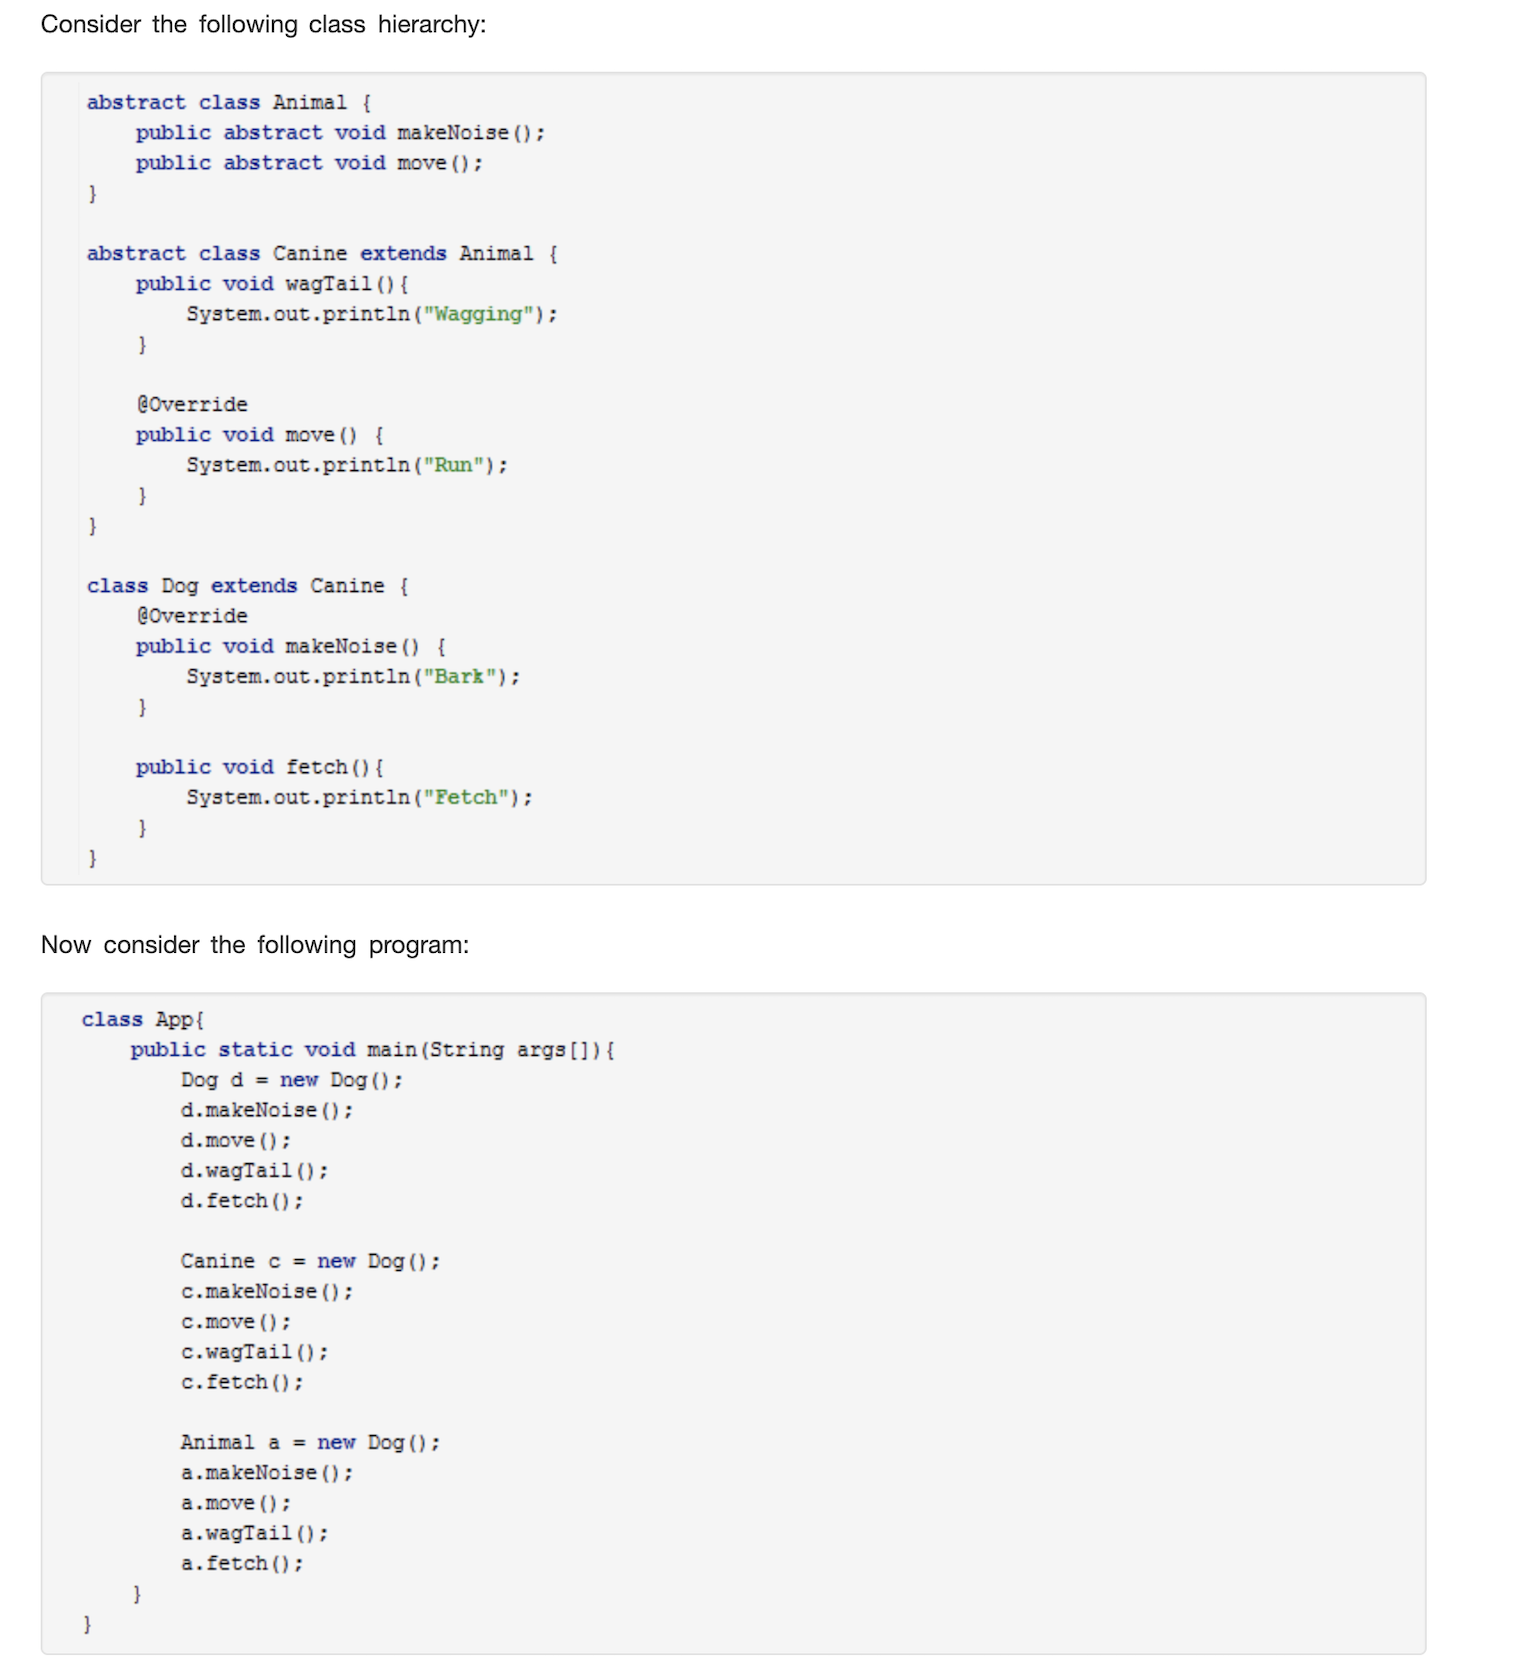 Consider the following class hierarchy:
abstract class Animal {
public abstract void makeNoise();
public abstract void move();
}
abstract class Canine extends Animal {
public void wagTail(){
System.out.println("Wagging");
}
@Override
public void move() {
System.out.println("Run");
}
}
class Dog extends Canine {
@Override
public void makeNoise() {
System.out.println("Bark");
}
public void fetch(){
System.out.println("Fetch");
}
}
Now consider the following program:
class App{
public static void main(String args[]){
Dog d = new Dog();
d.makeNoise();
d.move();
d.wagTail();
d.fetch();
Canine c = new Dog();
c.makeNoise();
c.move();
c.wagTail();
c.fetch();
Animal a = new Dog();
a.makeNoise();
a.move();
a.wagTail();
a.fetch();
}
}